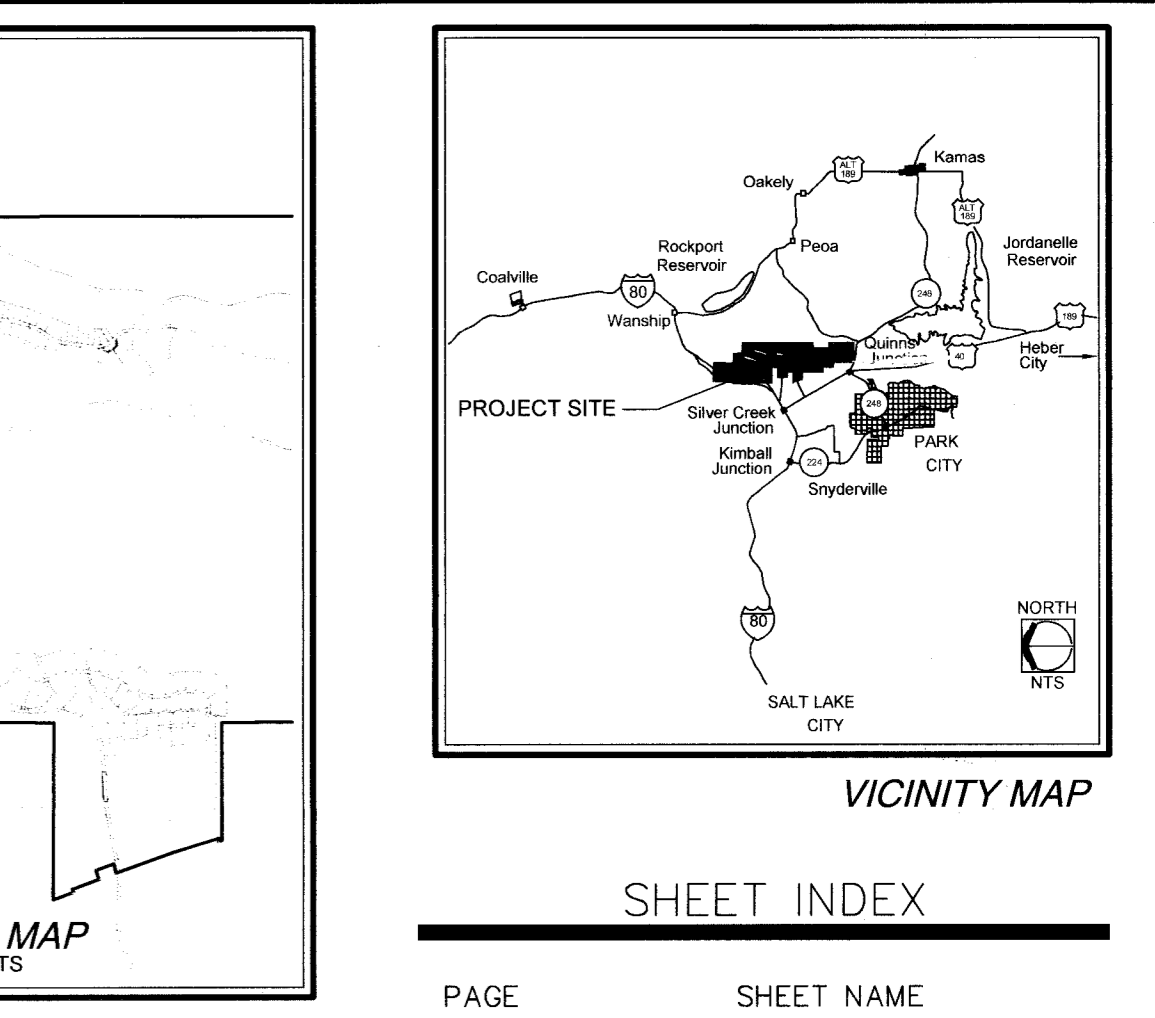 Kamas
ALT
189
Oakely
ALT
189
Peoa
Rockport
Reservoir
Jordanelle
Reservoir
Coalville
80
248
Wanship
189
Quinns
Junction
40
Heber
City
PROJECT SITE
Silver Creek
Junction
248
PARK
CITY
Kimball
Junction
224
Snyderville
80
NORTH
NTS
SALT LAKE
CITY
VICINITY MAP
SHEET INDEX
MAP
TS
PAGE SHEET NAME